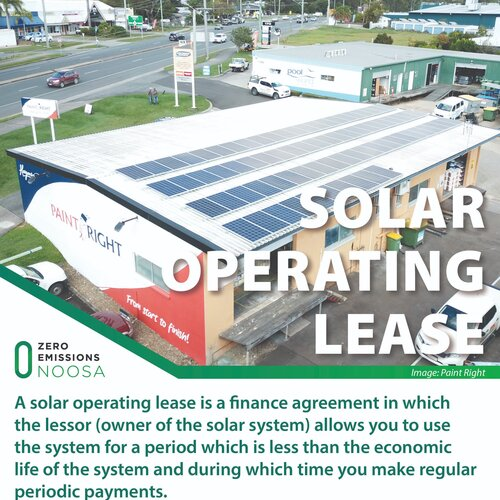 pool
Haymes
PAINT RIGHT
From start to finish!
SOLAR
OPERATING
LEASE
ZERO
EMISSIONS
NOOSA
Image: Paint Right
A solar operating lease is a finance agreement in which
the lessor (owner of the solar system) allows you to use
the system for a period which is less than the economic
life of the system and during which time you make regular
periodic payments.